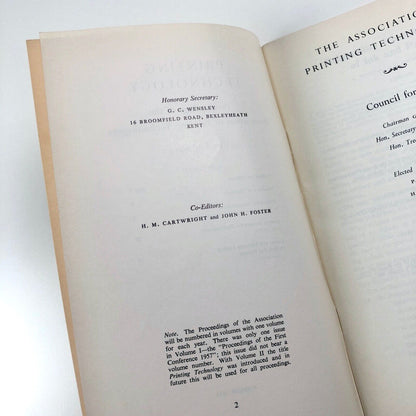 Honorary Secretary:
G. C. WENSLEY
16 BROOMFIELD ROAD, BEXLEYHEATH
KENT
Co-Editors:
H. M. CARTWRIGHT and JOHN H. FOSTER
Note. The Proceedings of the Association
will be numbered in volumes with one volume
for each year. There was only one issue
in Volume I—the "Proceedings of the First
Conference 1957"; this issue did not bear a
volume number. With Volume II the title
Printing Technology was introduced and in
future this will be used for all proceedings.
2
THE ASSOCIATIO
PRINTING TECHN
Council for
Chairman G
Hon. Secretary
Hon. Tre
Elected
P.
H.